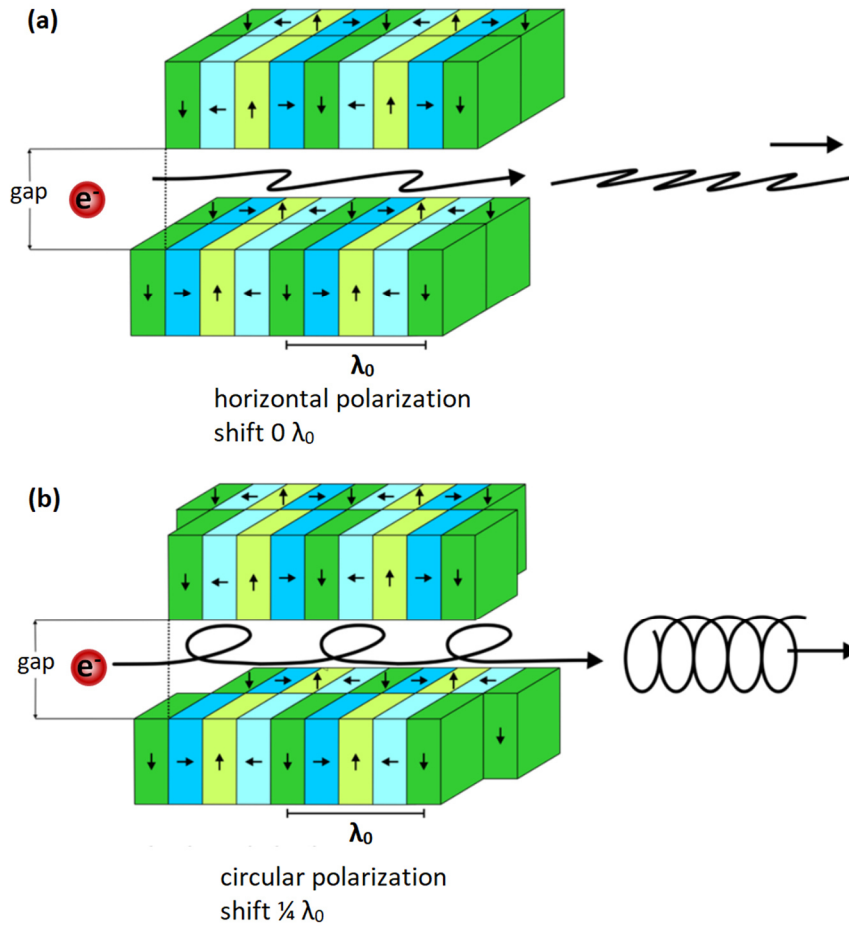 (a)
gap
e⁻
λ₀
horizontal polarization
shift 0 λ₀
(b)
gap
e⁻
λ₀
circular polarization
shift ¼ λ₀